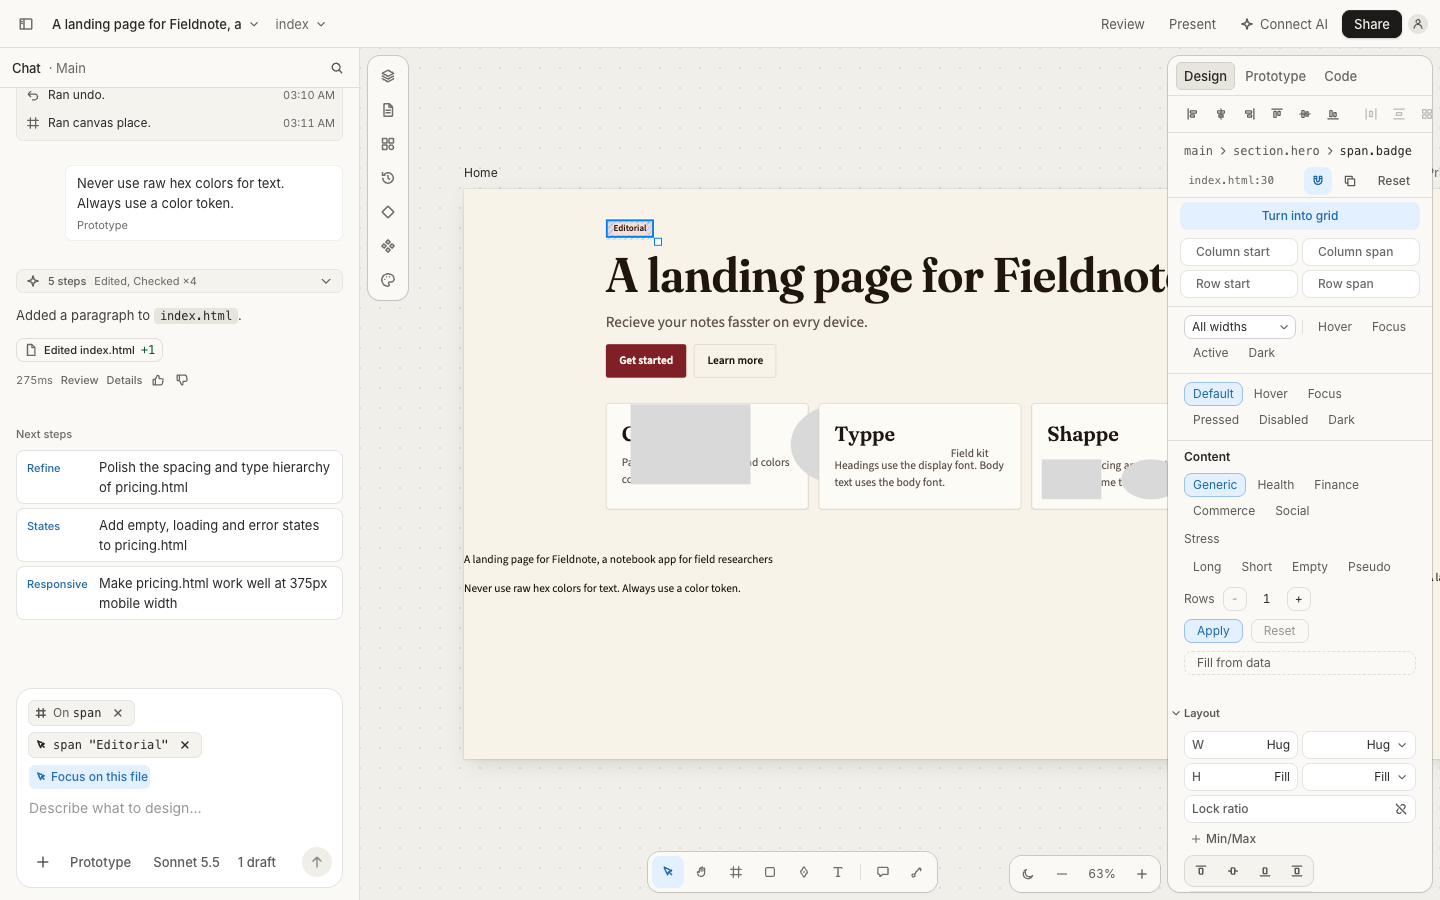 A landing page for Fieldnote, a
index
Review
Present
Connect AI
Share
Chat · Main
Ran undo. 03:10 AM
Ran canvas place. 03:11 AM
Never use raw hex colors for text.
Always use a color token.
Prototype
5 steps Edited, Checked ×4
Added a paragraph to index.html.
Edited index.html +1
275ms Review Details
Next steps
Refine Polish the spacing and type hierarchy
of pricing.html
States Add empty, loading and error states
to pricing.html
Responsive Make pricing.html work well at 375px
mobile width
On span
span "Editorial"
Focus on this file
Describe what to design...
Prototype Sonnet 5.5 1 draft
Home
Editorial
A landing page for Fieldnote
Recieve your notes fasster on evry device.
Get started Learn more
Typpe
Headings use the display font. Body
text uses the body font.
Field kit
Shappe
d colors
A landing page for Fieldnote, a notebook app for field researchers
Never use raw hex colors for text. Always use a color token.
63%
Design Prototype Code
main > section.hero > span.badge
index.html:30 Reset
Turn into grid
Column start Column span
Row start Row span
All widths Hover Focus
Active Dark
Default Hover Focus
Pressed Disabled Dark
Content
Generic Health Finance
Commerce Social
Stress
Long Short Empty Pseudo
Rows - 1 +
Apply Reset
Fill from data
Layout
W Hug Hug
H Fill Fill
Lock ratio
+ Min/Max